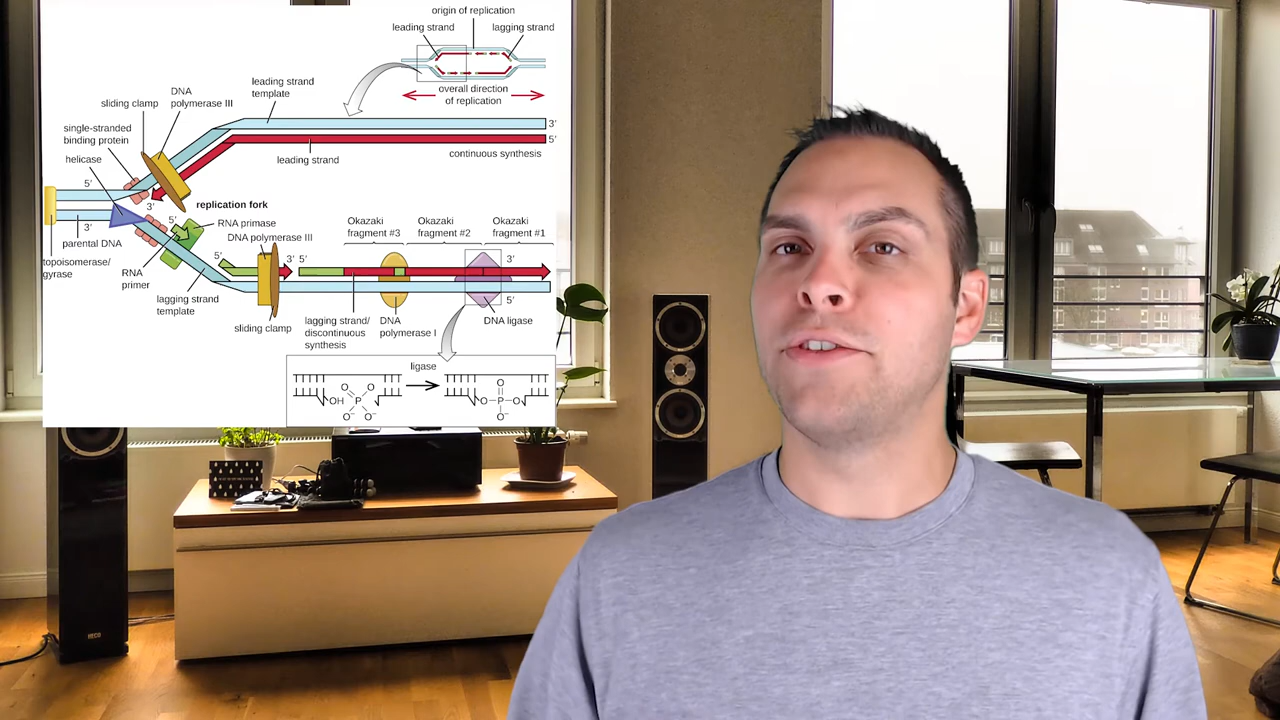 origin of replication
leading strand
lagging strand
overall direction
of replication
DNA
polymerase III
sliding clamp
leading strand
template
single-stranded
binding protein
helicase
3'
5'
leading strand
continuous synthesis
5'
3'
replication fork
3'
parental DNA
topoisomerase/
gyrase
5'
RNA primase
RNA
primer
DNA polymerase III
5'
3'
lagging strand
template
sliding clamp
Okazaki
fragment #3
Okazaki
fragment #2
Okazaki
fragment #1
5'
3'
5'
lagging strand/
discontinuous
synthesis
DNA
polymerase I
DNA ligase
ligase
OH
O
O
P
O⁻
O⁻
O
O–P–O
O⁻
HECO